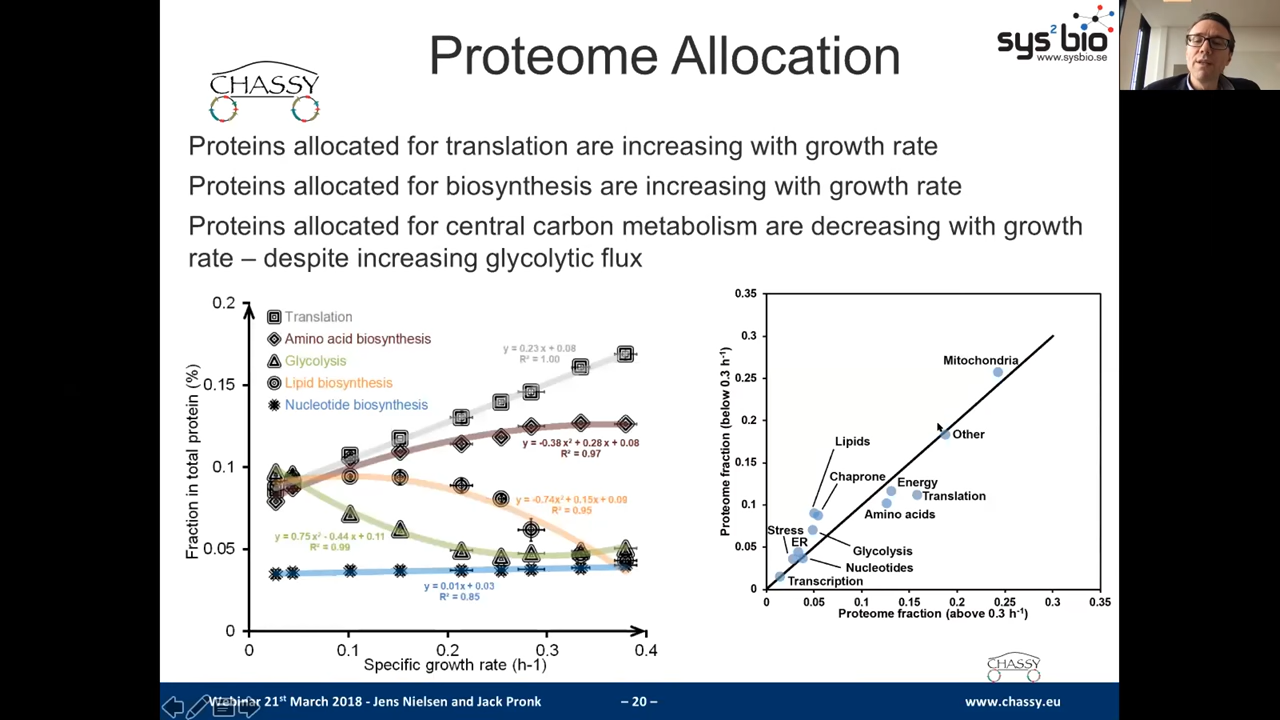 Proteome Allocation
sys2bio
www.sysbio.se
CHASSY
Proteins allocated for translation are increasing with growth rate
Proteins allocated for biosynthesis are increasing with growth rate
Proteins allocated for central carbon metabolism are decreasing with growth
rate – despite increasing glycolytic flux
Fraction in total protein (%)
0.2
0.15
0.1
0.05
0
Translation
Amino acid biosynthesis
Glycolysis
Lipid biosynthesis
Nucleotide biosynthesis
y = 0.23 x + 0.08
R² = 1.00
y = -0.38 x² + 0.28 x + 0.08
R² = 0.97
y = -0.74x² + 0.15x + 0.09
R² = 0.95
y = 0.75 x² - 0.44 x + 0.11
R² = 0.99
y = 0.01x + 0.03
R² = 0.85
0 0.1 0.2 0.3 0.4
Specific growth rate (h-1)
Proteome fraction (below 0.3 h⁻¹)
0.35
0.3
0.25
0.2
0.15
0.1
0.05
0
Mitochondria
Other
Lipids
Chaprone
Energy
Translation
Amino acids
Stress
ER
Glycolysis
Nucleotides
Transcription
0 0.05 0.1 0.15 0.2 0.25 0.3 0.35
Proteome fraction (above 0.3 h⁻¹)
CHASSY
Webinar 21st March 2018 - Jens Nielsen and Jack Pronk
– 20 –
www.chassy.eu